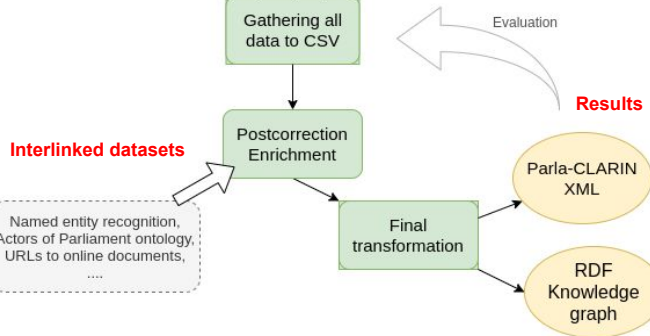 Gathering all
data to CSV
Evaluation
Results
Postcorrection
Enrichment
Interlinked datasets
Parla-CLARIN
XML
Named entity recognition,
Actors of Parliament ontology,
URLs to online documents,
....
Final
transformation
RDF
Knowledge
graph